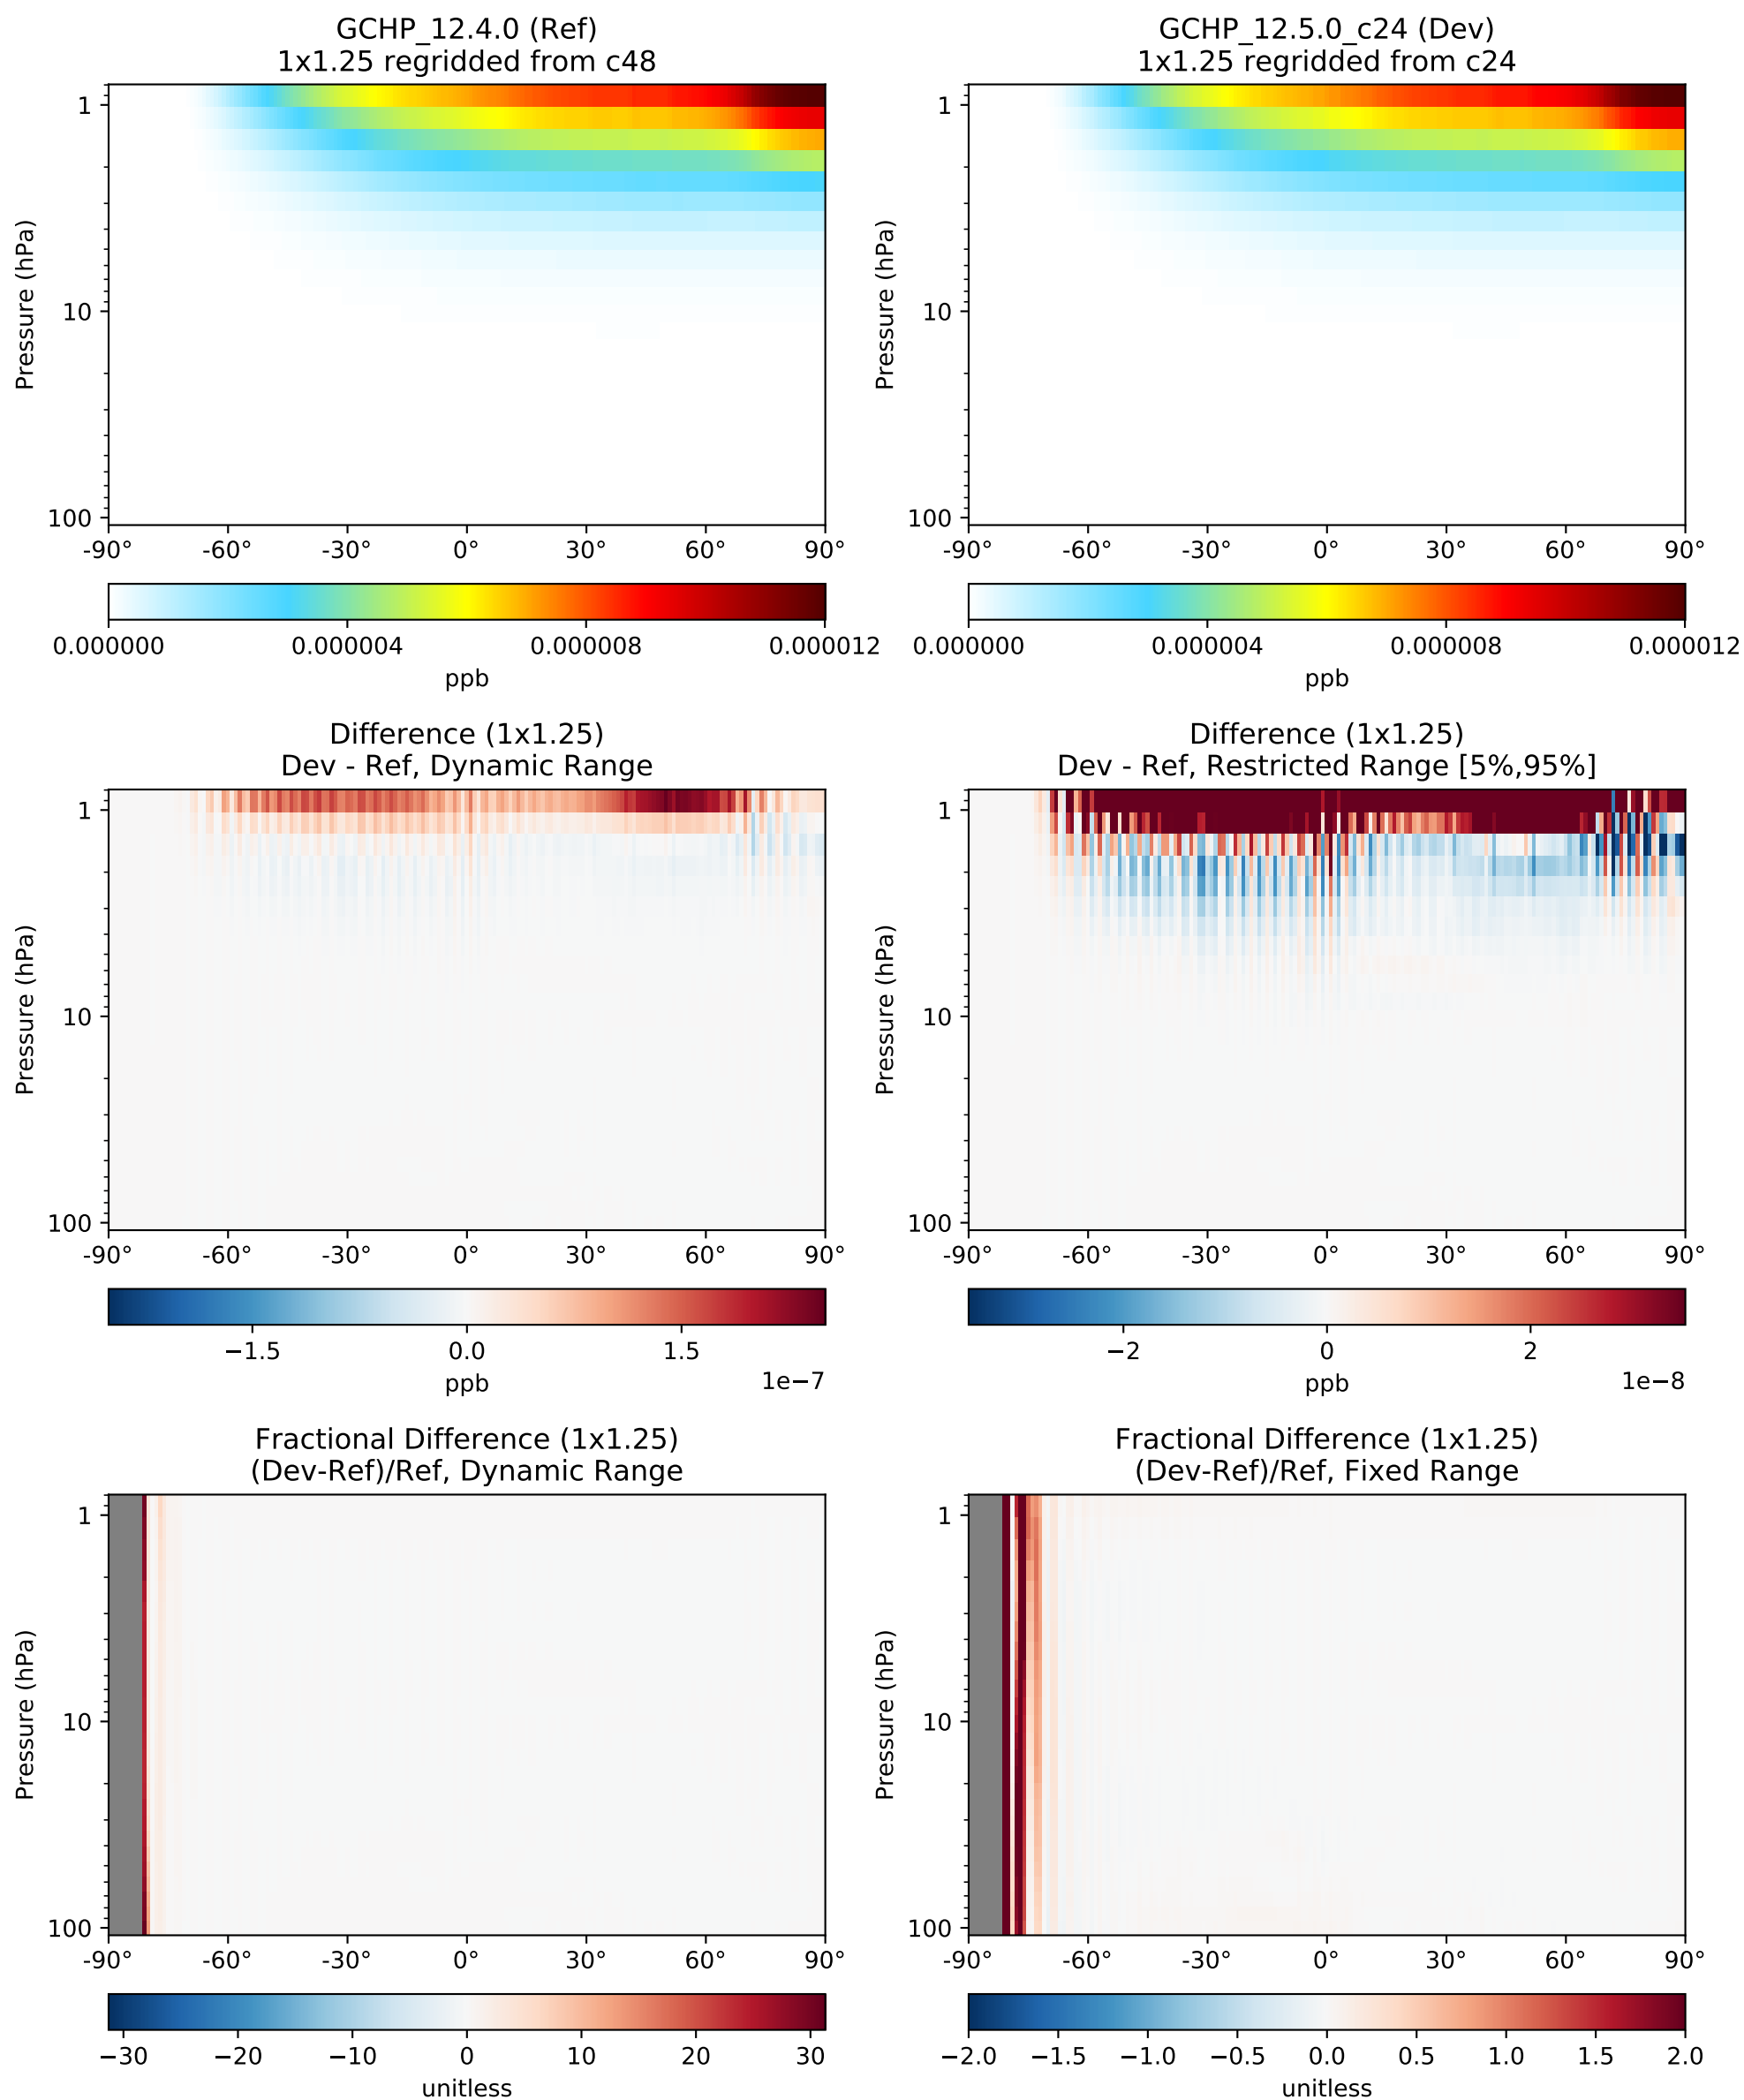 GCHP_12.4.0 (Ref)
1x1.25 regridded from c48
Pressure (hPa)
1
10
100
-90° -60° -30° 0° 30° 60° 90°
0.000000 0.000004 0.000008 0.000012
ppb
GCHP_12.5.0_c24 (Dev)
1x1.25 regridded from c24
Pressure (hPa)
1
10
100
-90° -60° -30° 0° 30° 60° 90°
0.000000 0.000004 0.000008 0.000012
ppb
Difference (1x1.25)
Dev - Ref, Dynamic Range
Pressure (hPa)
1
10
100
-90° -60° -30° 0° 30° 60° 90°
−1.5 0.0 1.5
1e−7
ppb
Difference (1x1.25)
Dev - Ref, Restricted Range [5%,95%]
Pressure (hPa)
1
10
100
-90° -60° -30° 0° 30° 60° 90°
−2 0 2
1e−8
ppb
Fractional Difference (1x1.25)
(Dev-Ref)/Ref, Dynamic Range
Pressure (hPa)
1
10
100
-90° -60° -30° 0° 30° 60° 90°
−30 −20 −10 0 10 20 30
unitless
Fractional Difference (1x1.25)
(Dev-Ref)/Ref, Fixed Range
Pressure (hPa)
1
10
100
-90° -60° -30° 0° 30° 60° 90°
−2.0 −1.5 −1.0 −0.5 0.0 0.5 1.0 1.5 2.0
unitless